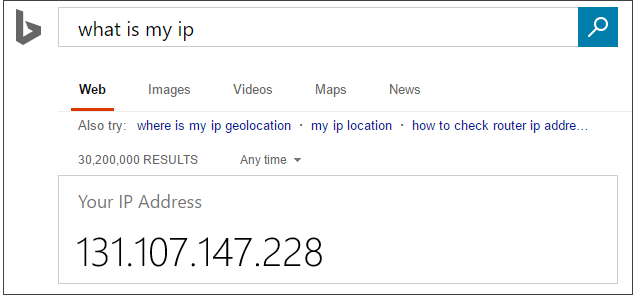 what is my ip
Web Images Videos Maps News
Also try: where is my ip geolocation · my ip location · how to check router ip addre…
30,200,000 RESULTS Any time
Your IP Address
131.107.147.228